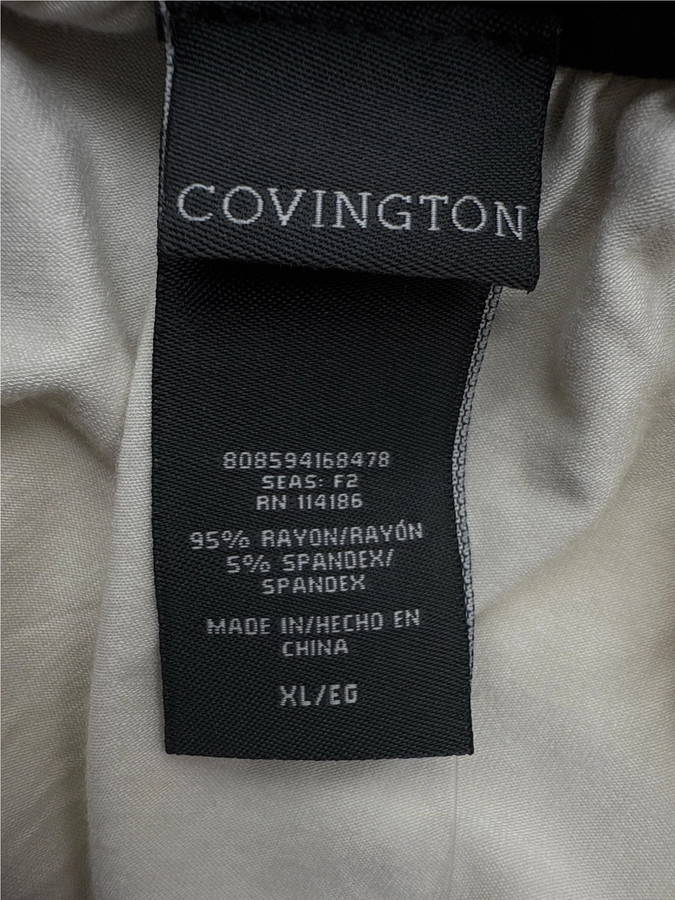 COVINGTON
808594168478
SEAS: F2
RN 114186
95% RAYON/RAYÓN
5% SPANDEX/
SPANDEX
MADE IN/HECHO EN
CHINA
XL/EG